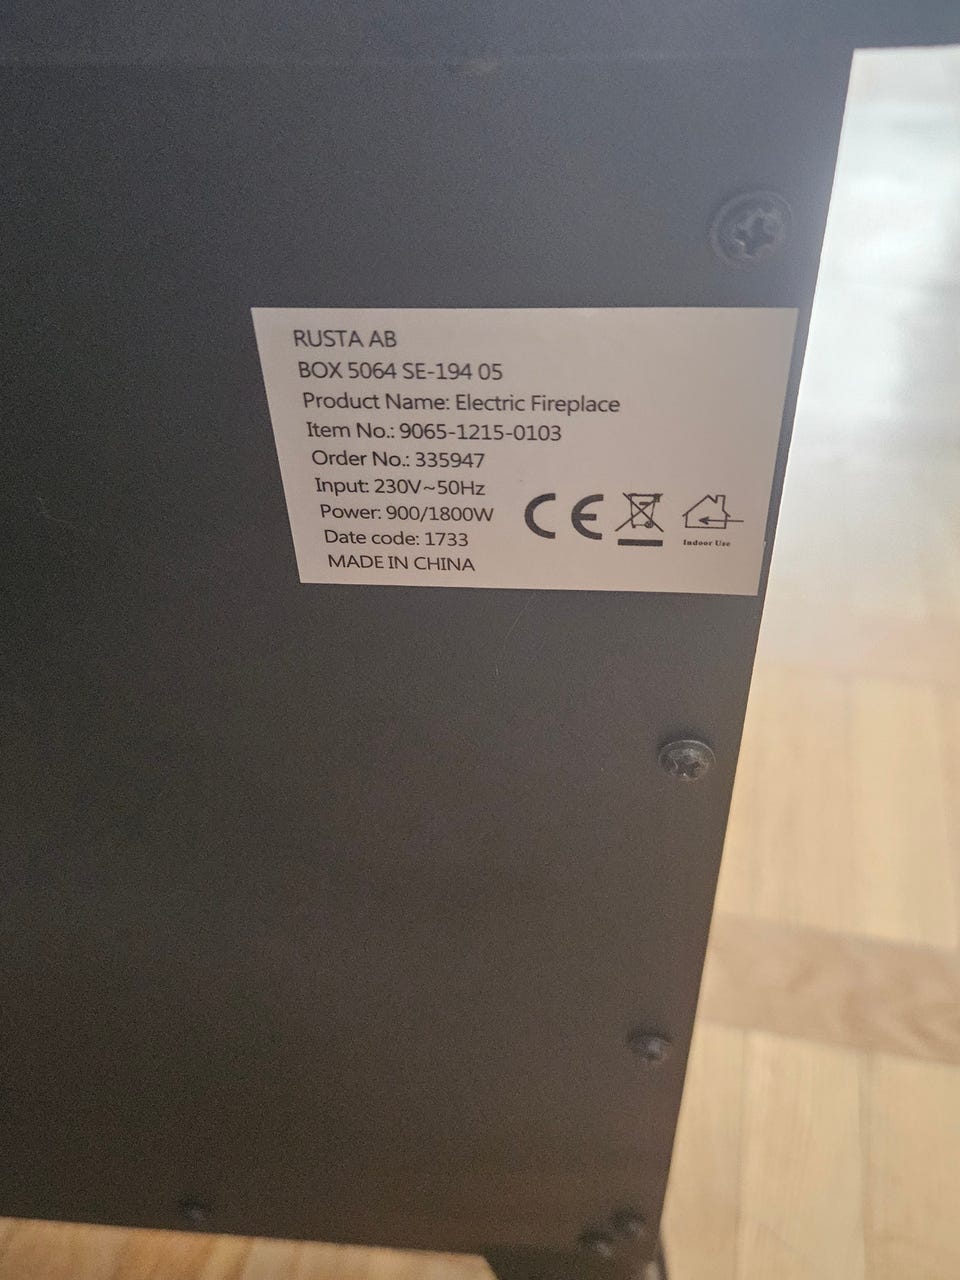 RUSTA AB
BOX 5064 SE-194 05
Product Name: Electric Fireplace
Item No.: 9065-1215-0103
Order No.: 335947
Input: 230V~50Hz
Power: 900/1800W
Date code: 1733
MADE IN CHINA
CE
Indoor Use